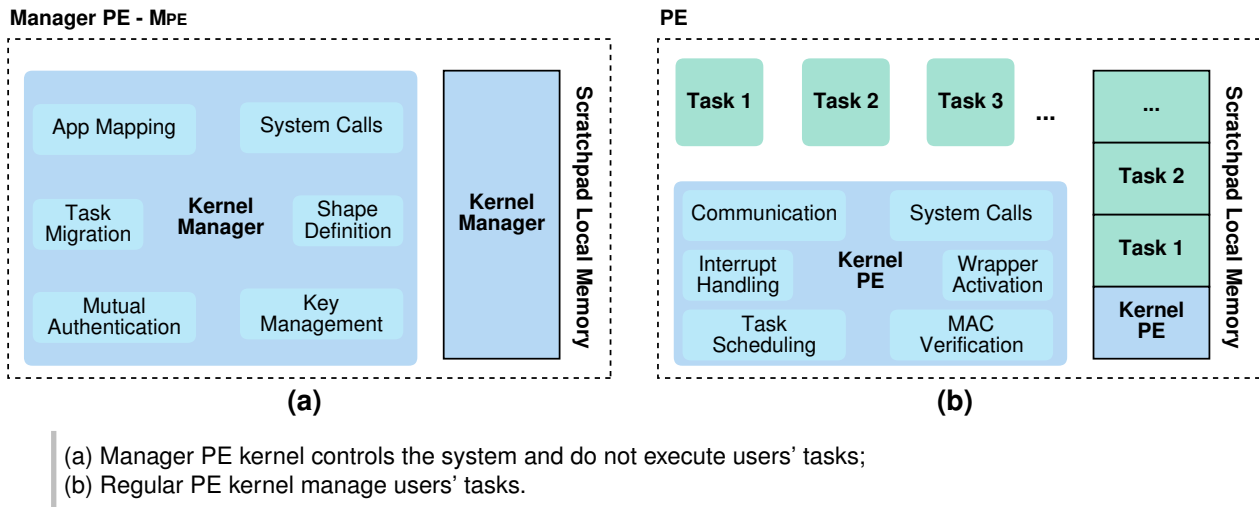 Manager PE - MPE
App Mapping
System Calls
Task
Migration
Kernel
Manager
Shape
Definition
Mutual
Authentication
Key
Management
Kernel
Manager
Scratchpad Local Memory
(a)
PE
Task 1
Task 2
Task 3
...
Communication
System Calls
Interrupt
Handling
Kernel
PE
Wrapper
Activation
Task
Scheduling
MAC
Verification
...
Task 2
Task 1
Kernel
PE
Scratchpad Local Memory
(b)
(a) Manager PE kernel controls the system and do not execute users' tasks;
(b) Regular PE kernel manage users' tasks.